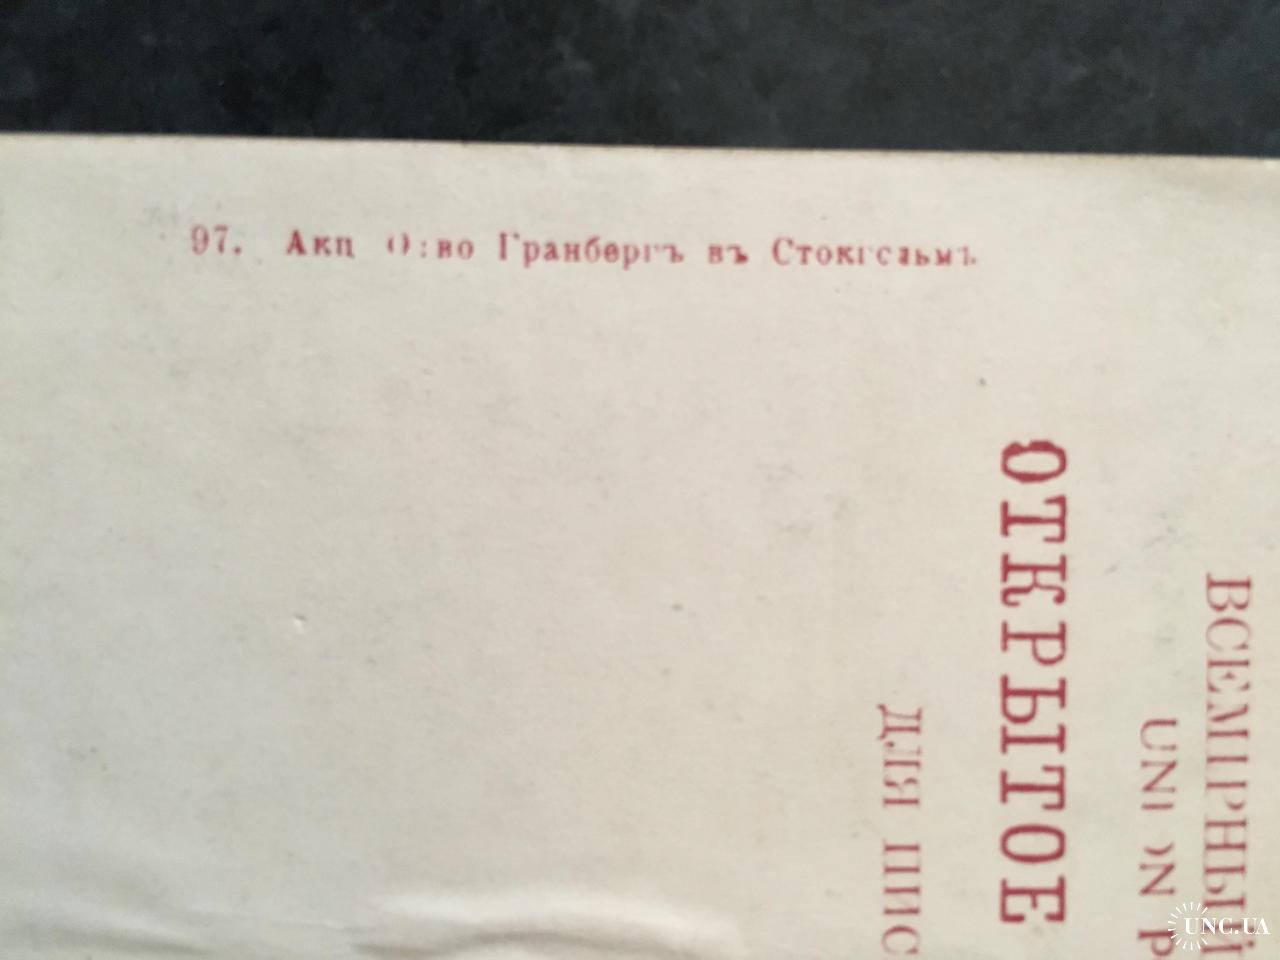 97. Акц О:во Гранбергъ въ Стокгольмѣ.
ВСЕМІРНЫЙ
UNION P
ОТКРЫТОЕ
ДЛЯ ПИС
UNC.UA